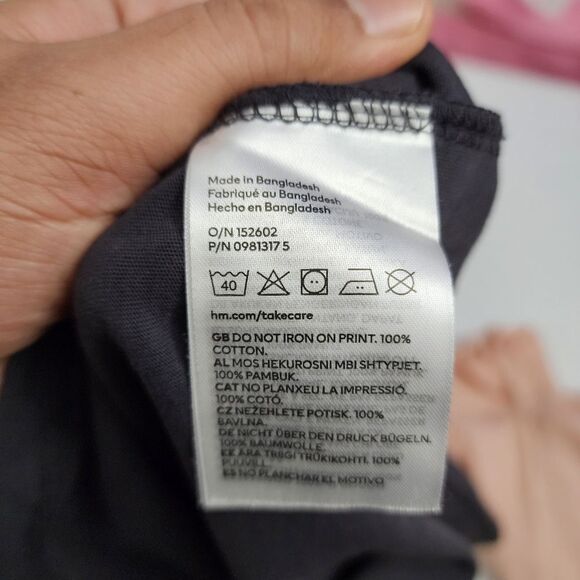 Made in Bangladesh
Fabriqué au Bangladesh
Hecho en Bangladesh
O/N 152602
P/N 0981317 5
40
hm.com/takecare
GB DO NOT IRON ON PRINT. 100%
COTTON.
AL MOS HEKUROSNI MBI SHTYPJET.
100% PAMBUK.
CAT NO PLANXEU LA IMPRESSIÓ.
100% COTÓ.
CZ NEŽEHLETE POTISK. 100%
BAVLNA.
DE NICHT ÜBER DEN DRUCK BÜGELN.
100% BAUMWOLLE.
EE ÄRA TRIIGI TRÜKIKOHTI. 100%
PUUVILL.
ES NO PLANCHAR EL MOTIVO